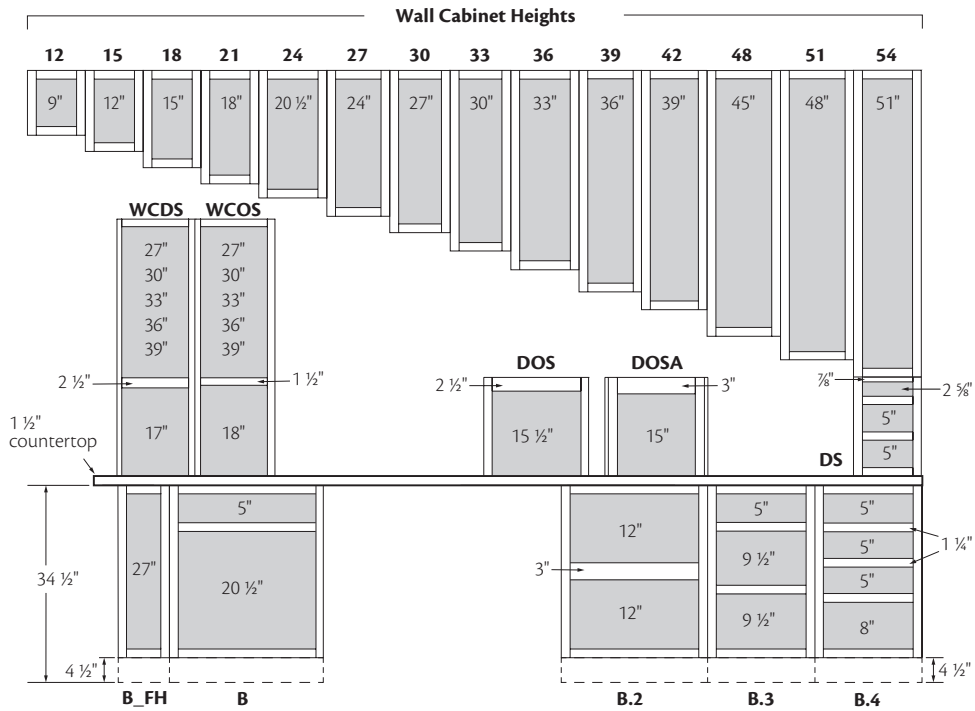 Wall Cabinet Heights
12 15 18 21 24 27 30 33 36 39 42 48 51 54
9" 12" 15" 18" 20 ½" 24" 27" 30" 33" 36" 39" 45" 48" 51"
WCDS WCOS
27" 27"
30" 30"
33" 33"
36" 36"
39" 39"
2 ½" 1 ½"
17" 18"
DOS DOSA
2 ½" 3"
15 ½" 15"
⅞" 2 ⅝"
5"
5"
DS
1 ½"
countertop
34 ½"
4 ½"
27"
5"
20 ½"
12"
3"
12"
5"
9 ½"
9 ½"
5"
5"
5"
8"
1 ¼"
4 ½"
B_FH B B.2 B.3 B.4